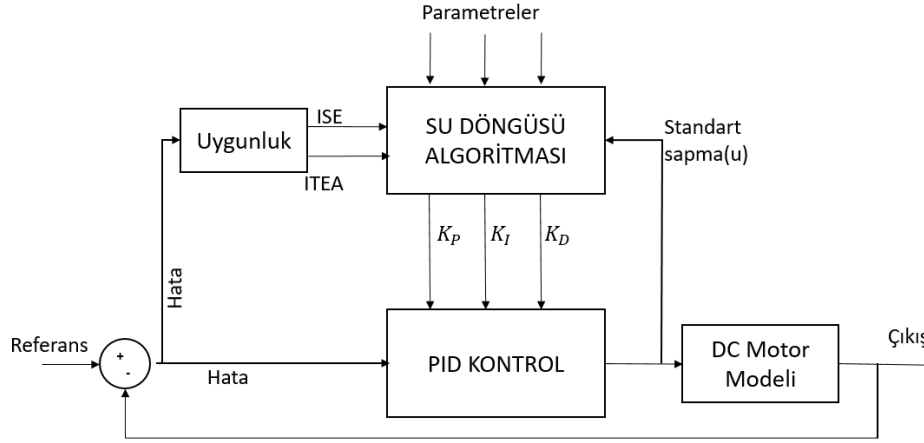 Parametreler
ISE
Uygunluk
ITEA
SU DÖNGÜSÜ
ALGORİTMASI
Standart
sapma(u)
K_P
K_I
K_D
Hata
Referans
+
-
Hata
PID KONTROL
DC Motor
Modeli
Çıkış